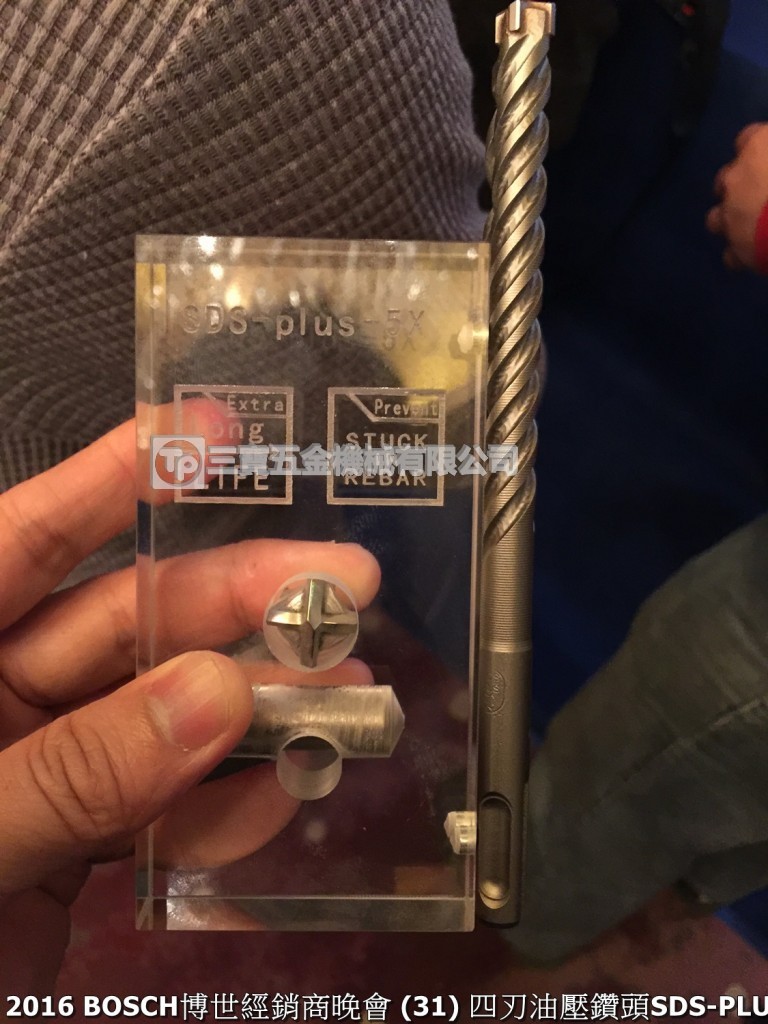 SDS-plus-5X
Extra
Long
LIFE
Prevent
STUCK
REBAR
TP 三賣五金機械有限公司
2016 BOSCH博世經銷商晚會 (31) 四刃油壓鑽頭SDS-PLU